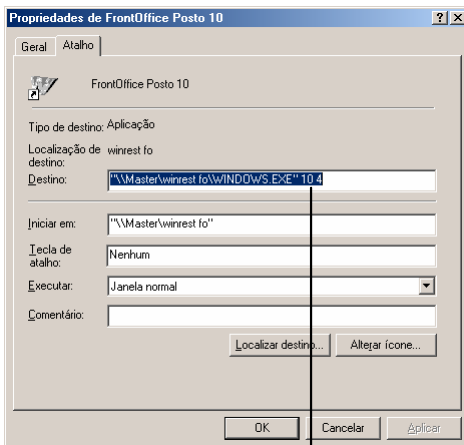 Propriedades de FrontOffice Posto 10
Geral Atalho
FrontOffice Posto 10
Tipo de destino: Aplicação
Localização de destino: winrest fo
Destino: "\\Master\winrest fo\WINDOWS.EXE" 10 4
Iniciar em: "\\Master\winrest fo"
Tecla de atalho: Nenhum
Executar: Janela normal
Comentário:
Localizar destino... Alterar ícone...
OK Cancelar Aplicar